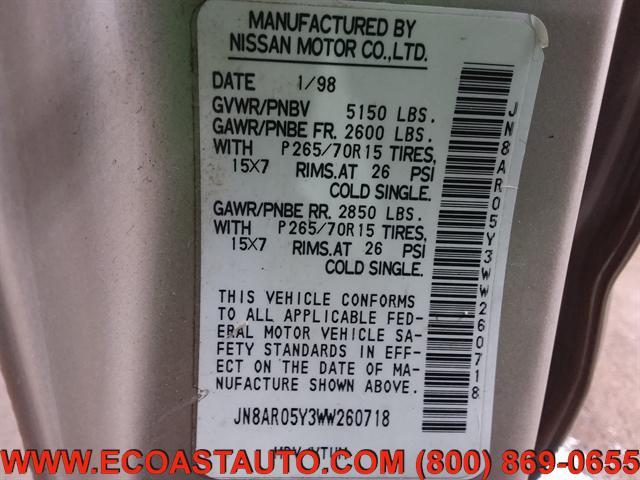 MANUFACTURED BY
NISSAN MOTOR CO.,LTD.
DATE 1/98
GVWR/PNBV 5150 LBS.
GAWR/PNBE FR. 2600 LBS.
WITH P265/70R15 TIRES,
15X7 RIMS.AT 26 PSI
COLD SINGLE.
GAWR/PNBE RR. 2850 LBS.
WITH P265/70R15 TIRES,
15X7 RIMS.AT 26 PSI
COLD SINGLE.
THIS VEHICLE CONFORMS
TO ALL APPLICABLE FED-
ERAL MOTOR VEHICLE SA-
FETY STANDARDS IN EFF-
ECT ON THE DATE OF MA-
NUFACTURE SHOWN ABOVE.
JN8AR05Y3WW260718
JN8AR05Y3WW260718
WWW.ECOASTAUTO.COM (800) 869-0655